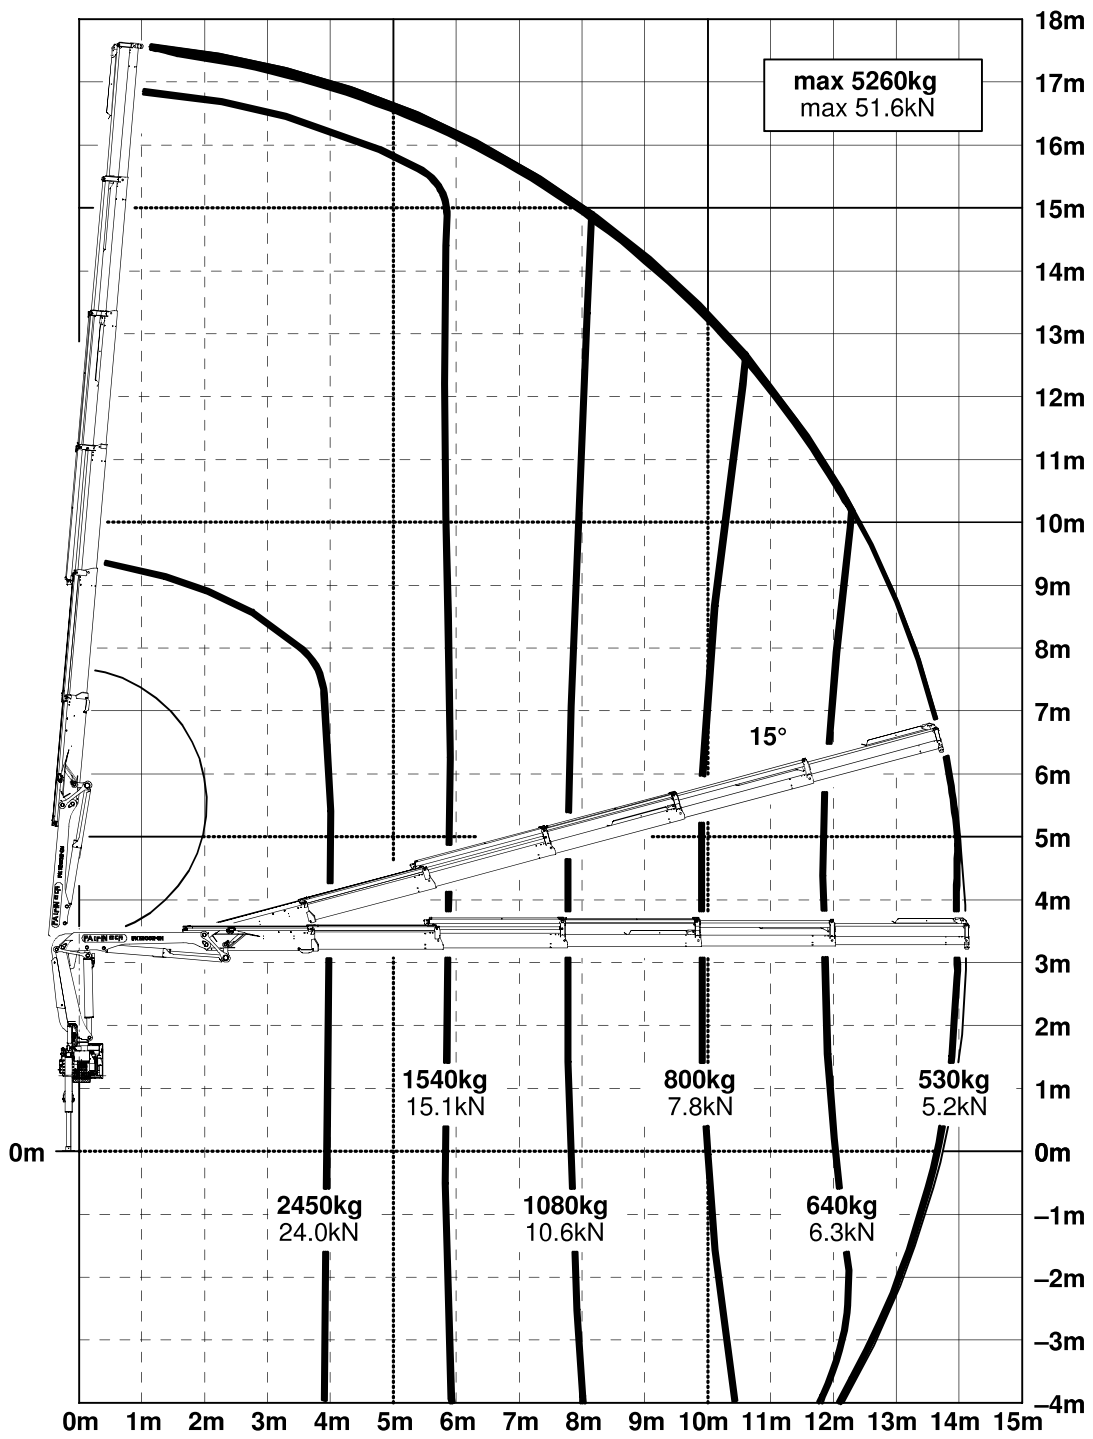 18m
max 5260kg
max 51.6kN
17m
16m
15m
14m
13m
12m
11m
10m
9m
8m
7m
15°
6m
5m
4m
3m
2m
1540kg
15.1kN
800kg
7.8kN
530kg
5.2kN
1m
0m
0m
2450kg
24.0kN
1080kg
10.6kN
640kg
6.3kN
–1m
–2m
–3m
–4m
0m 1m 2m 3m 4m 5m 6m 7m 8m 9m 10m 11m 12m 13m 14m 15m